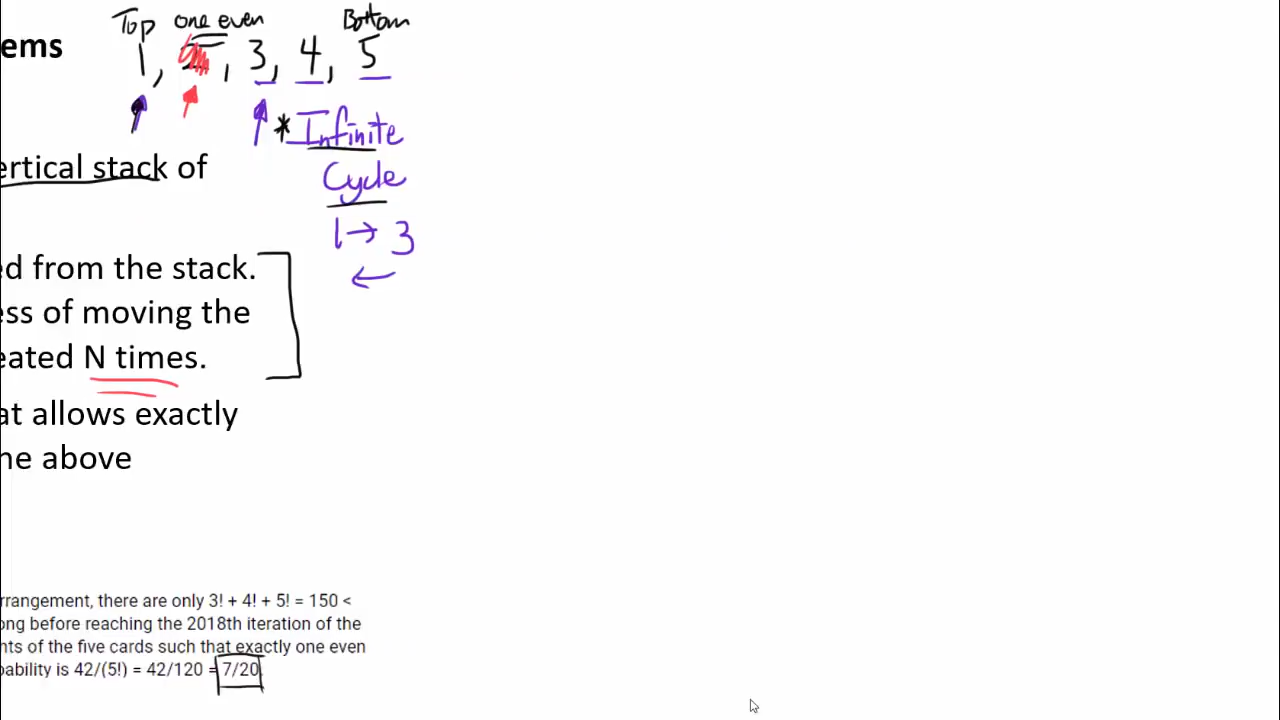 Top one even Bottom
ems
1, , 3, 4, 5
* Infinite
Cycle
1 → 3
←
ertical stack of
ed from the stack.
ess of moving the
eated N times.
at allows exactly
ne above
rrangement, there are only 3! + 4! + 5! = 150 <
ong before reaching the 2018th iteration of the
nts of the five cards such that exactly one even
bability is 42/(5!) = 42/120 = 7/20